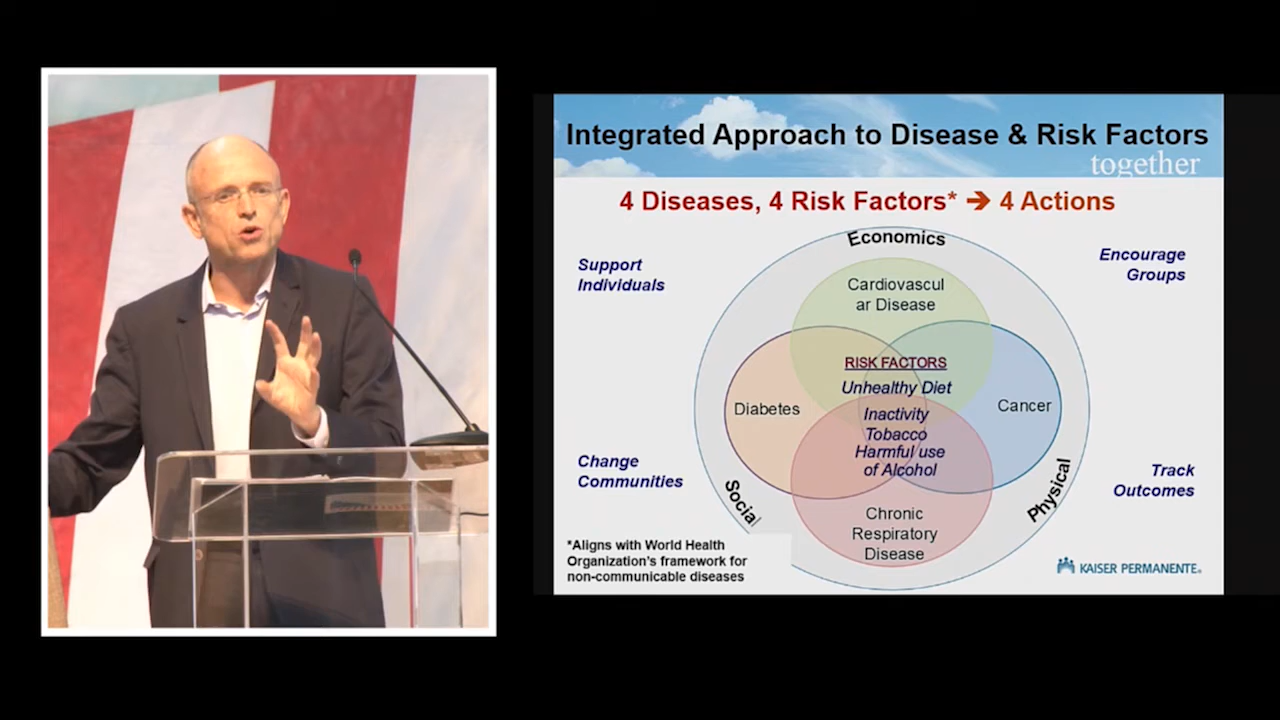 Integrated Approach to Disease & Risk Factors
together
4 Diseases, 4 Risk Factors* ➔ 4 Actions
Economics
Support
Individuals
Encourage
Groups
Cardiovascul
ar Disease
RISK FACTORS
Unhealthy Diet
Diabetes
Cancer
Inactivity
Tobacco
Harmful use
of Alcohol
Change
Communities
Track
Outcomes
Social
Physical
Chronic
Respiratory
Disease
*Aligns with World Health
Organization's framework for
non-communicable diseases
KAISER PERMANENTE®